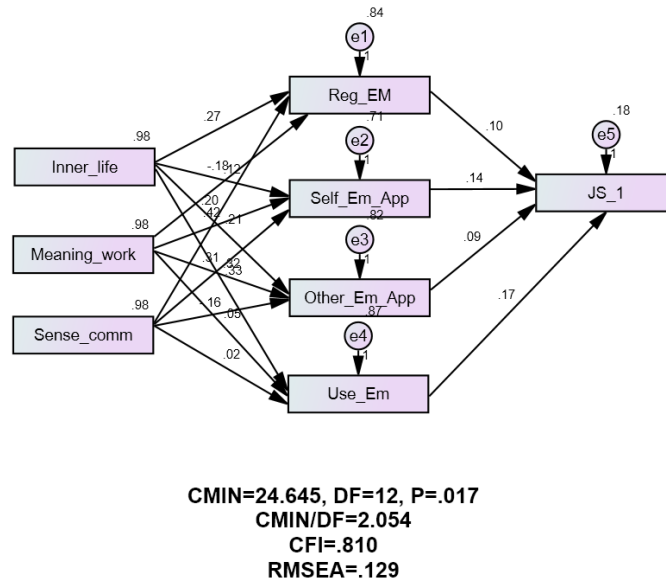 .84
e1
1
Reg_EM
.71
.18
.98
.27
.10
e2
1
e5
1
Inner_life
-.18
.12
Self_Em_App
.14
JS_1
.82
.98
.20
.42
.21
e3
1
.09
Meaning_work
.31
.32
.33
Other_Em_App
.87
.98
.17
Sense_comm
.16
.05
e4
1
.02
Use_Em
CMIN=24.645, DF=12, P=.017
CMIN/DF=2.054
CFI=.810
RMSEA=.129